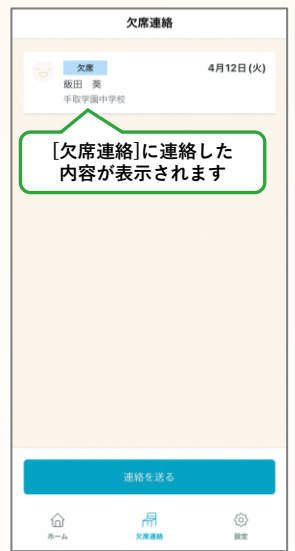 欠席連絡
欠席
4月12日(火)
飯田 葵
手取学園中学校
[欠席連絡]に連絡した
内容が表示されます
連絡を送る
ホーム
欠席連絡
設定